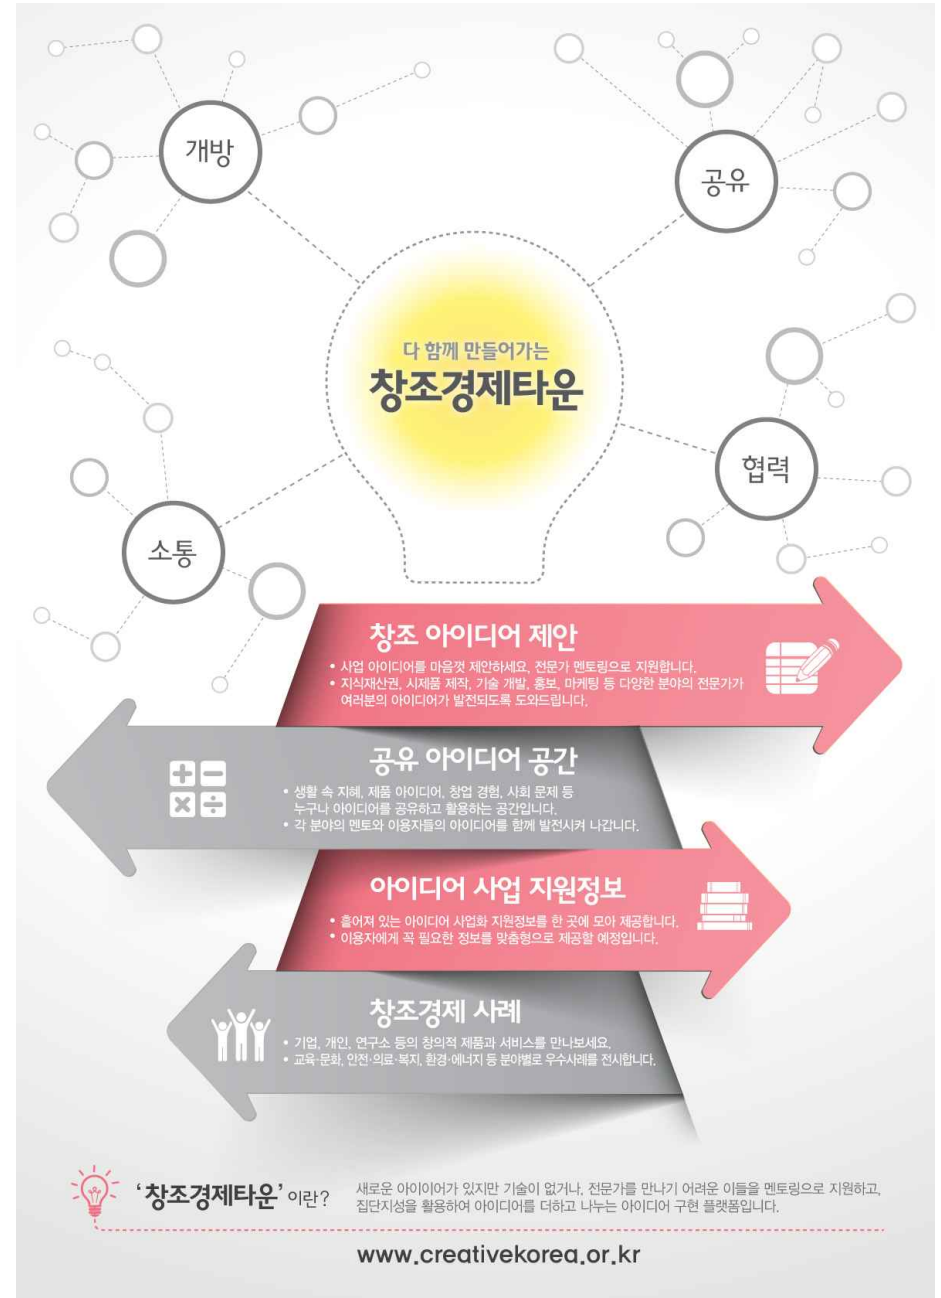 개방
공유
다 함께 만들어가는
창조경제타운
협력
소통
창조 아이디어 제안
• 사업 아이디어를 마음껏 제안하세요, 전문가 멘토링으로 지원합니다.
• 지식재산권, 시제품 제작, 기술 개발, 홍보, 마케팅 등 다양한 분야의 전문가가
여러분의 아이디어가 발전되도록 도와드립니다.
공유 아이디어 공간
• 생활 속 지혜, 제품 아이디어, 창업 경험, 사회 문제 등
누구나 아이디어를 공유하고 활용하는 공간입니다.
• 각 분야의 멘토와 이용자들의 아이디어를 함께 발전시켜 나갑니다.
아이디어 사업 지원정보
• 흩어져 있는 아이디어 사업화 지원정보를 한 곳에 모아 제공합니다.
• 이용자에게 꼭 필요한 정보를 맞춤형으로 제공할 예정입니다.
창조경제 사례
• 기업, 개인, 연구소 등의 창의적 제품과 서비스를 만나보세요.
• 교육·문화, 안전·의료·복지, 환경·에너지 등 분야별로 우수사례를 전시합니다.
'창조경제타운'이란?
새로운 아이이어가 있지만 기술이 없거나, 전문가를 만나기 어려운 이들을 멘토링으로 지원하고,
집단지성을 활용하여 아이디어를 더하고 나누는 아이디어 구현 플랫폼입니다.
www.creativekorea.or.kr